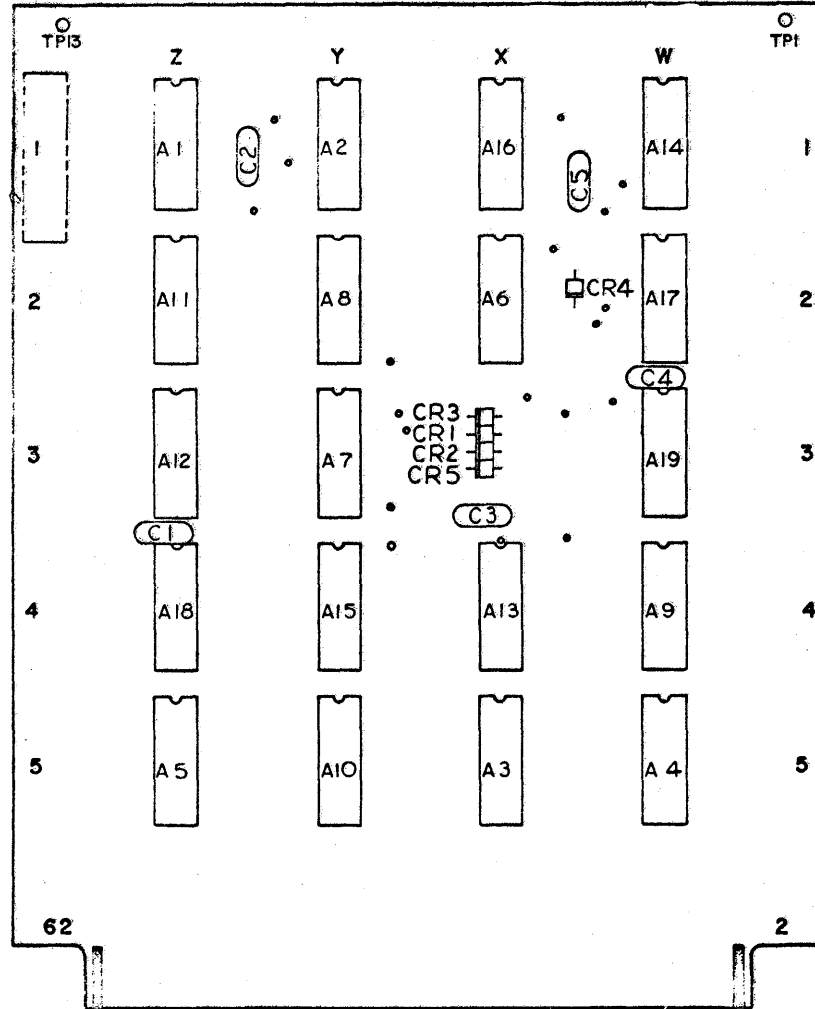 TP13 TP1
Z Y X W
1 A1 C2 A2 A16 C5 A14 1
2 A11 A8 A6 CR4 A17 2
C4
CR3
CR1
3 A12 A7 CR2 A19 3
CR5
C1 C3
4 A18 A15 A13 A9 4
5 A5 A10 A3 A4 5
62 2